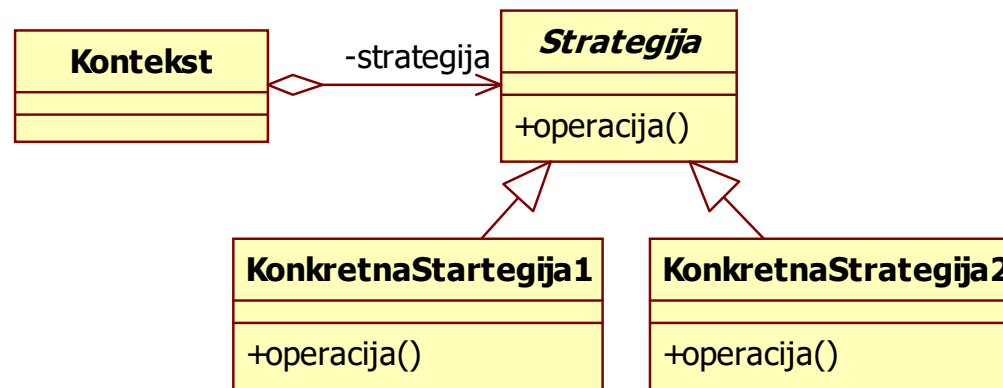 Kontekst
-strategija
Strategija
+operacija()
KonkretnaStartegija1
+operacija()
KonkretnaStrategija2
+operacija()